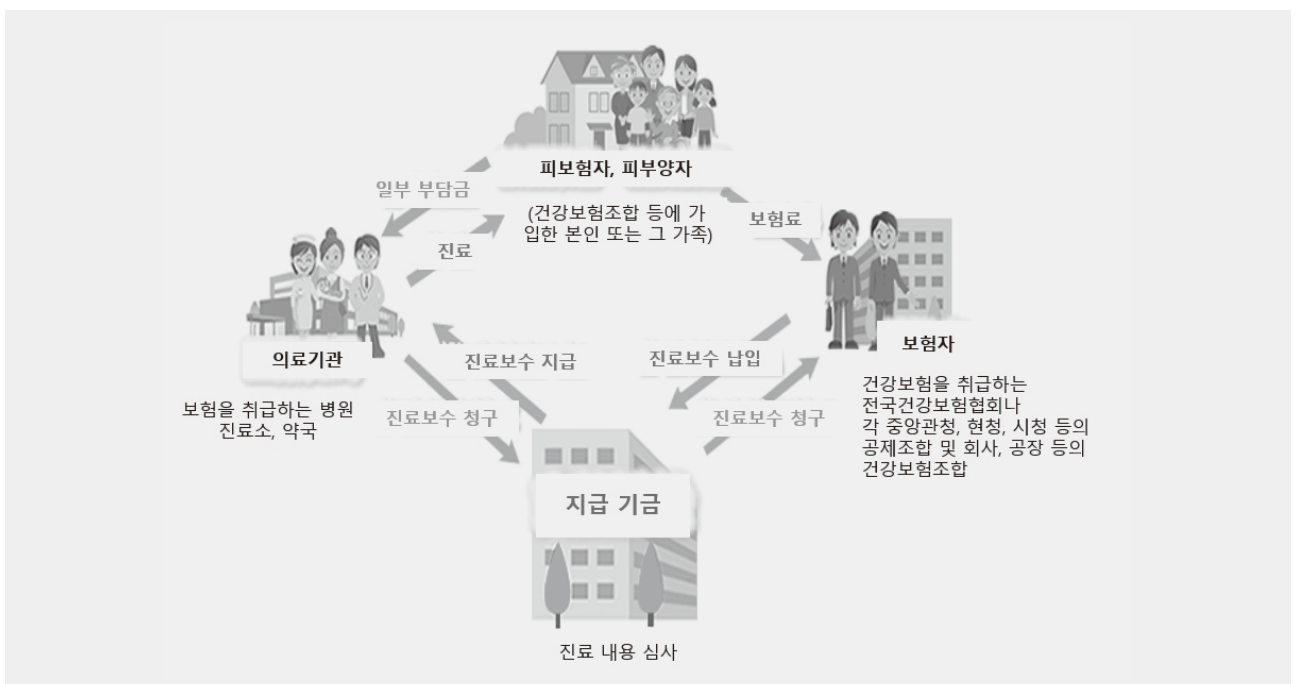 피보험자, 피부양자
일부 부담금
(건강보험조합 등에 가
입한 본인 또는 그 가족)
보험료
진료
의료기관
보험을 취급하는 병원
진료소, 약국
진료보수 지급
진료보수 청구
진료보수 납입
진료보수 청구
보험자
건강보험을 취급하는
전국건강보험협회나
각 중앙관청, 현청, 시청 등의
공제조합 및 회사, 공장 등의
건강보험조합
지급 기금
진료 내용 심사